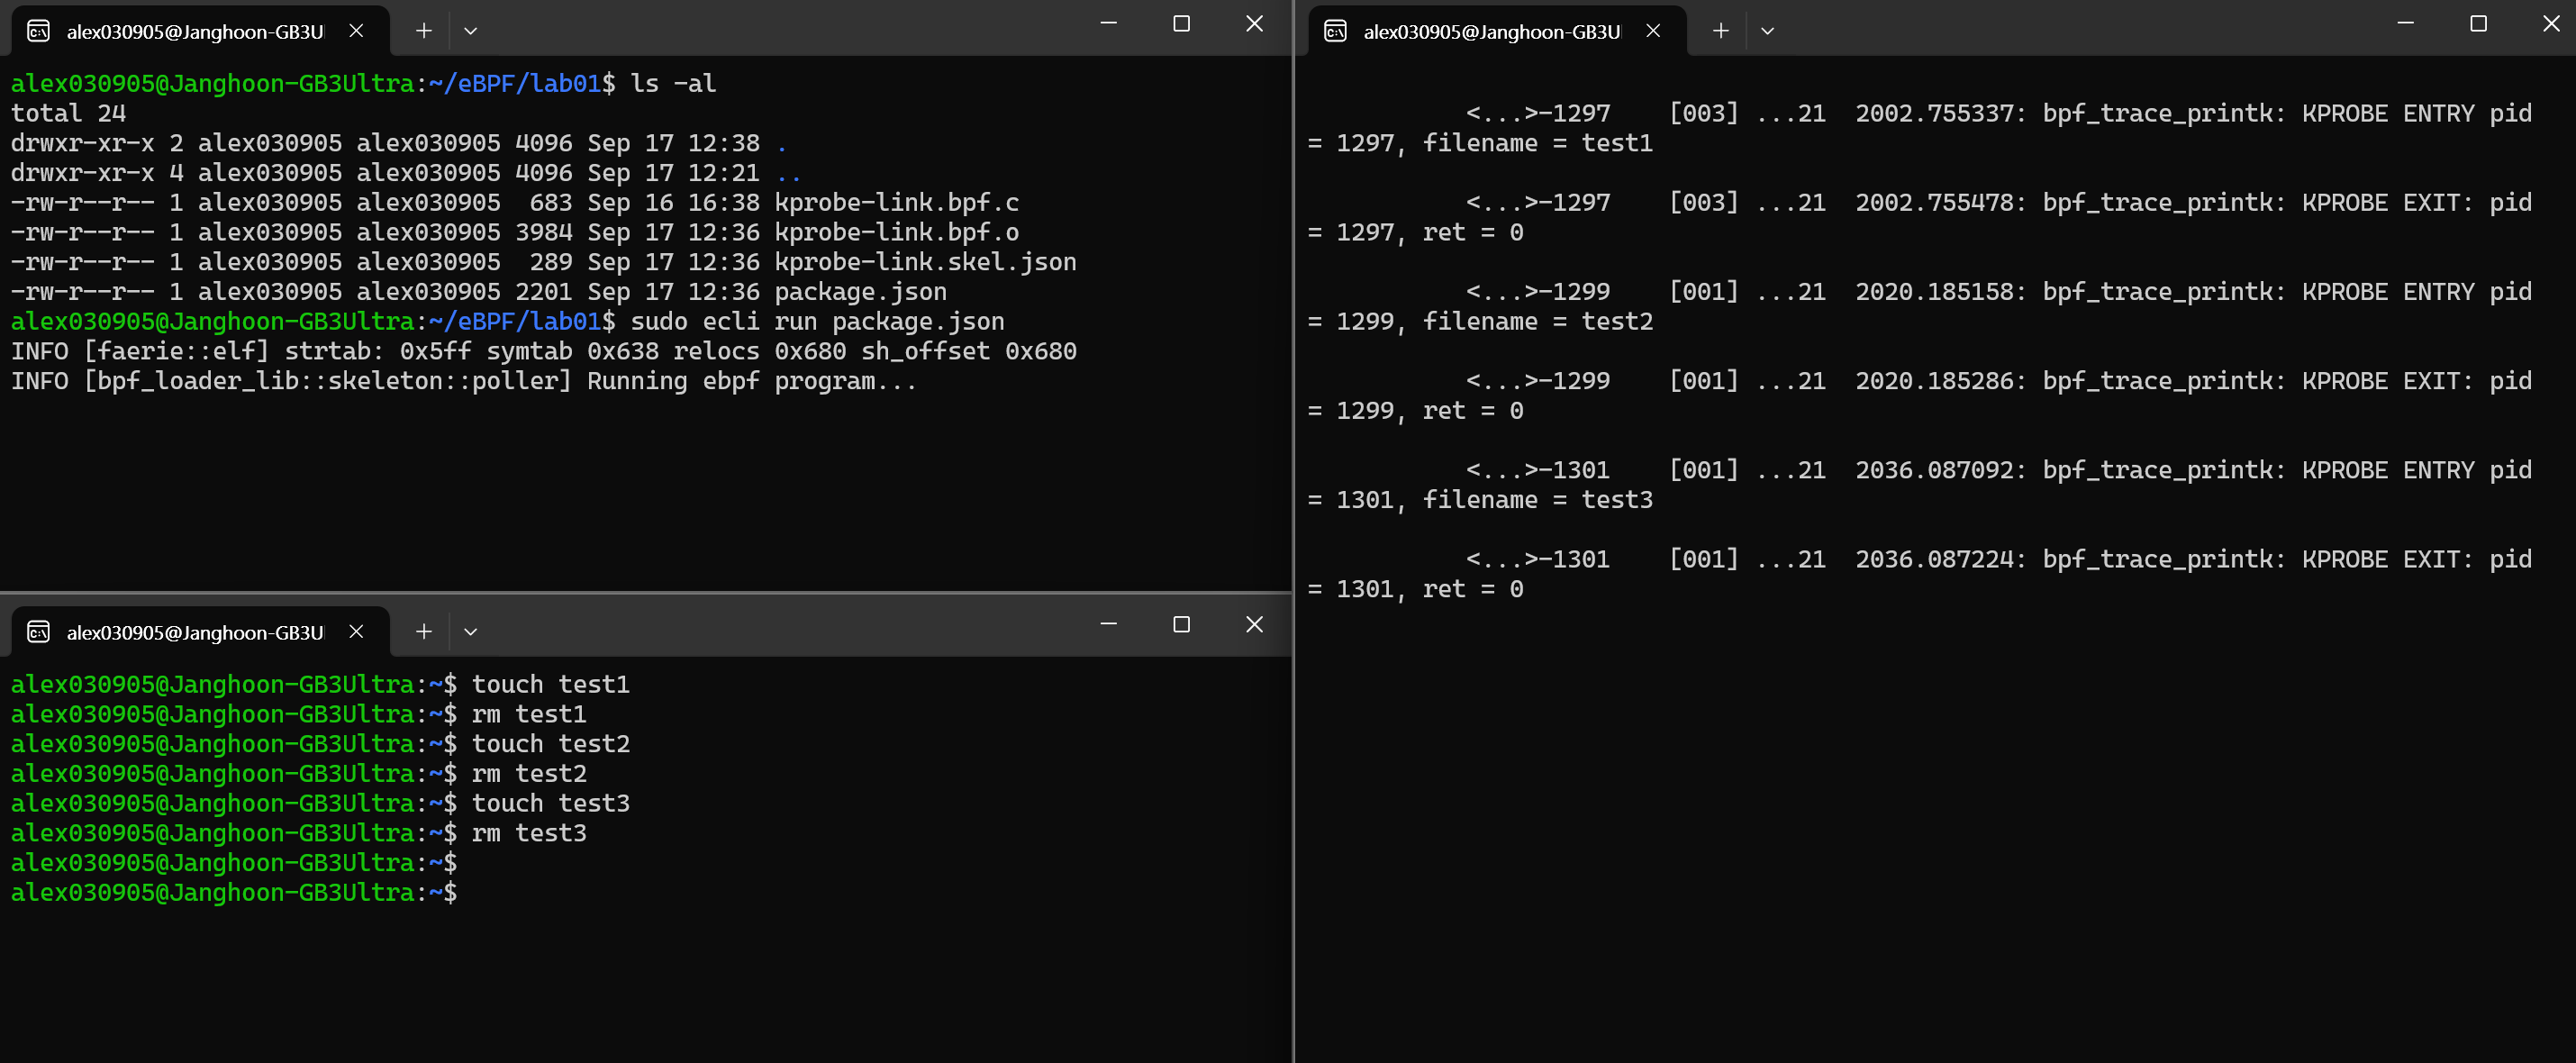 alex030905@Janghoon-GB3U
alex030905@Janghoon-GB3Ultra:~/eBPF/lab01$ ls -al
total 24
drwxr-xr-x 2 alex030905 alex030905 4096 Sep 17 12:38 .
drwxr-xr-x 4 alex030905 alex030905 4096 Sep 17 12:21 ..
-rw-r--r-- 1 alex030905 alex030905  683 Sep 16 16:38 kprobe-link.bpf.c
-rw-r--r-- 1 alex030905 alex030905 3984 Sep 17 12:36 kprobe-link.bpf.o
-rw-r--r-- 1 alex030905 alex030905  289 Sep 17 12:36 kprobe-link.skel.json
-rw-r--r-- 1 alex030905 alex030905 2201 Sep 17 12:36 package.json
alex030905@Janghoon-GB3Ultra:~/eBPF/lab01$ sudo ecli run package.json
INFO [faerie::elf] strtab: 0x5ff symtab 0x638 relocs 0x680 sh_offset 0x680
INFO [bpf_loader_lib::skeleton::poller] Running ebpf program...
alex030905@Janghoon-GB3U
alex030905@Janghoon-GB3Ultra:~$ touch test1
alex030905@Janghoon-GB3Ultra:~$ rm test1
alex030905@Janghoon-GB3Ultra:~$ touch test2
alex030905@Janghoon-GB3Ultra:~$ rm test2
alex030905@Janghoon-GB3Ultra:~$ touch test3
alex030905@Janghoon-GB3Ultra:~$ rm test3
alex030905@Janghoon-GB3Ultra:~$
alex030905@Janghoon-GB3Ultra:~$
alex030905@Janghoon-GB3U
<...>-1297    [003] ...21  2002.755337: bpf_trace_printk: KPROBE ENTRY pid
= 1297, filename = test1
<...>-1297    [003] ...21  2002.755478: bpf_trace_printk: KPROBE EXIT: pid
= 1297, ret = 0
<...>-1299    [001] ...21  2020.185158: bpf_trace_printk: KPROBE ENTRY pid
= 1299, filename = test2
<...>-1299    [001] ...21  2020.185286: bpf_trace_printk: KPROBE EXIT: pid
= 1299, ret = 0
<...>-1301    [001] ...21  2036.087092: bpf_trace_printk: KPROBE ENTRY pid
= 1301, filename = test3
<...>-1301    [001] ...21  2036.087224: bpf_trace_printk: KPROBE EXIT: pid
= 1301, ret = 0